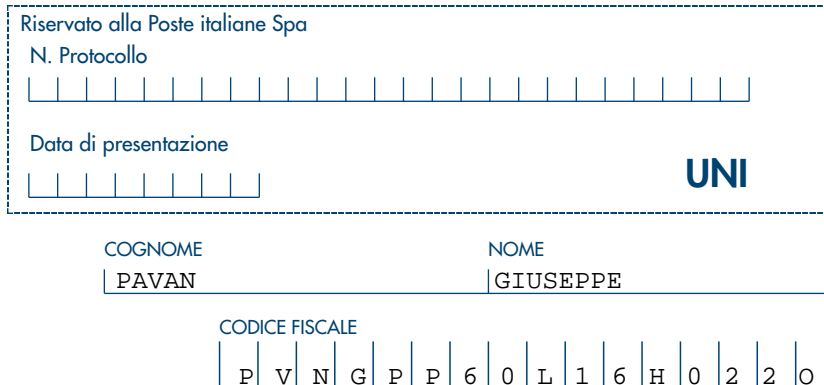 Riservato alla Poste italiane Spa
N. Protocollo
Data di presentazione
UNI
COGNOME NOME
PAVAN GIUSEPPE
CODICE FISCALE
PVNGPP60L16H022O